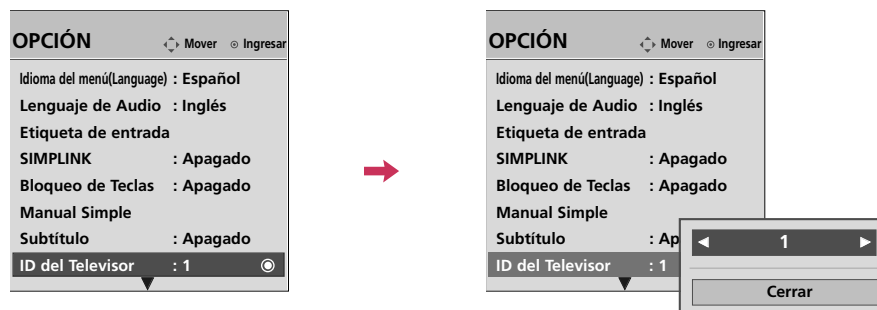 OPCIÓN Mover Ingresar
Idioma del menú(Language) : Español
Lenguaje de Audio : Inglés
Etiqueta de entrada
SIMPLINK : Apagado
Bloqueo de Teclas : Apagado
Manual Simple
Subtítulo : Apagado
ID del Televisor : 1
OPCIÓN Mover Ingresar
Idioma del menú(Language) : Español
Lenguaje de Audio : Inglés
Etiqueta de entrada
SIMPLINK : Apagado
Bloqueo de Teclas : Apagado
Manual Simple
Subtítulo : Ap
ID del Televisor : 1
1
Cerrar